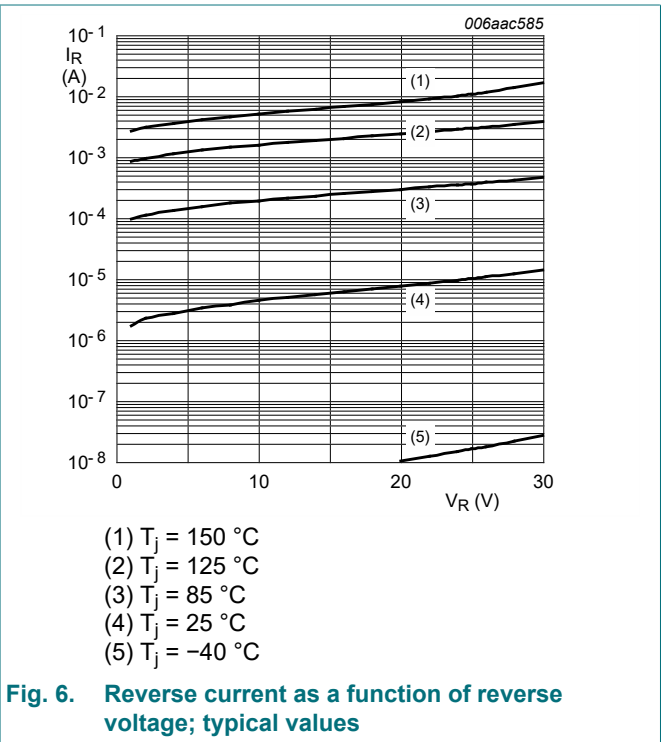 006aac585
10-1
IR
(A)
10-2
10-3
10-4
10-5
10-6
10-7
10-8
(1)
(2)
(3)
(4)
(5)
0 10 20 30
VR (V)
(1) Tj = 150 °C
(2) Tj = 125 °C
(3) Tj = 85 °C
(4) Tj = 25 °C
(5) Tj = −40 °C
Fig. 6. Reverse current as a function of reverse
voltage; typical values